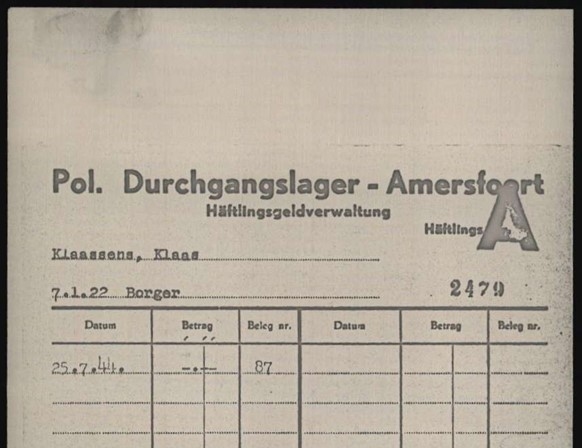 Pol. Durchgangslager - Amersfoort
Häftlingsgeldverwaltung
Häftlings A
Klaassens, Klaas
7.1.22 Borger 2479
Datum Betrag Beleg nr. Datum Betrag Beleg nr.
25.7.44. -.- 87